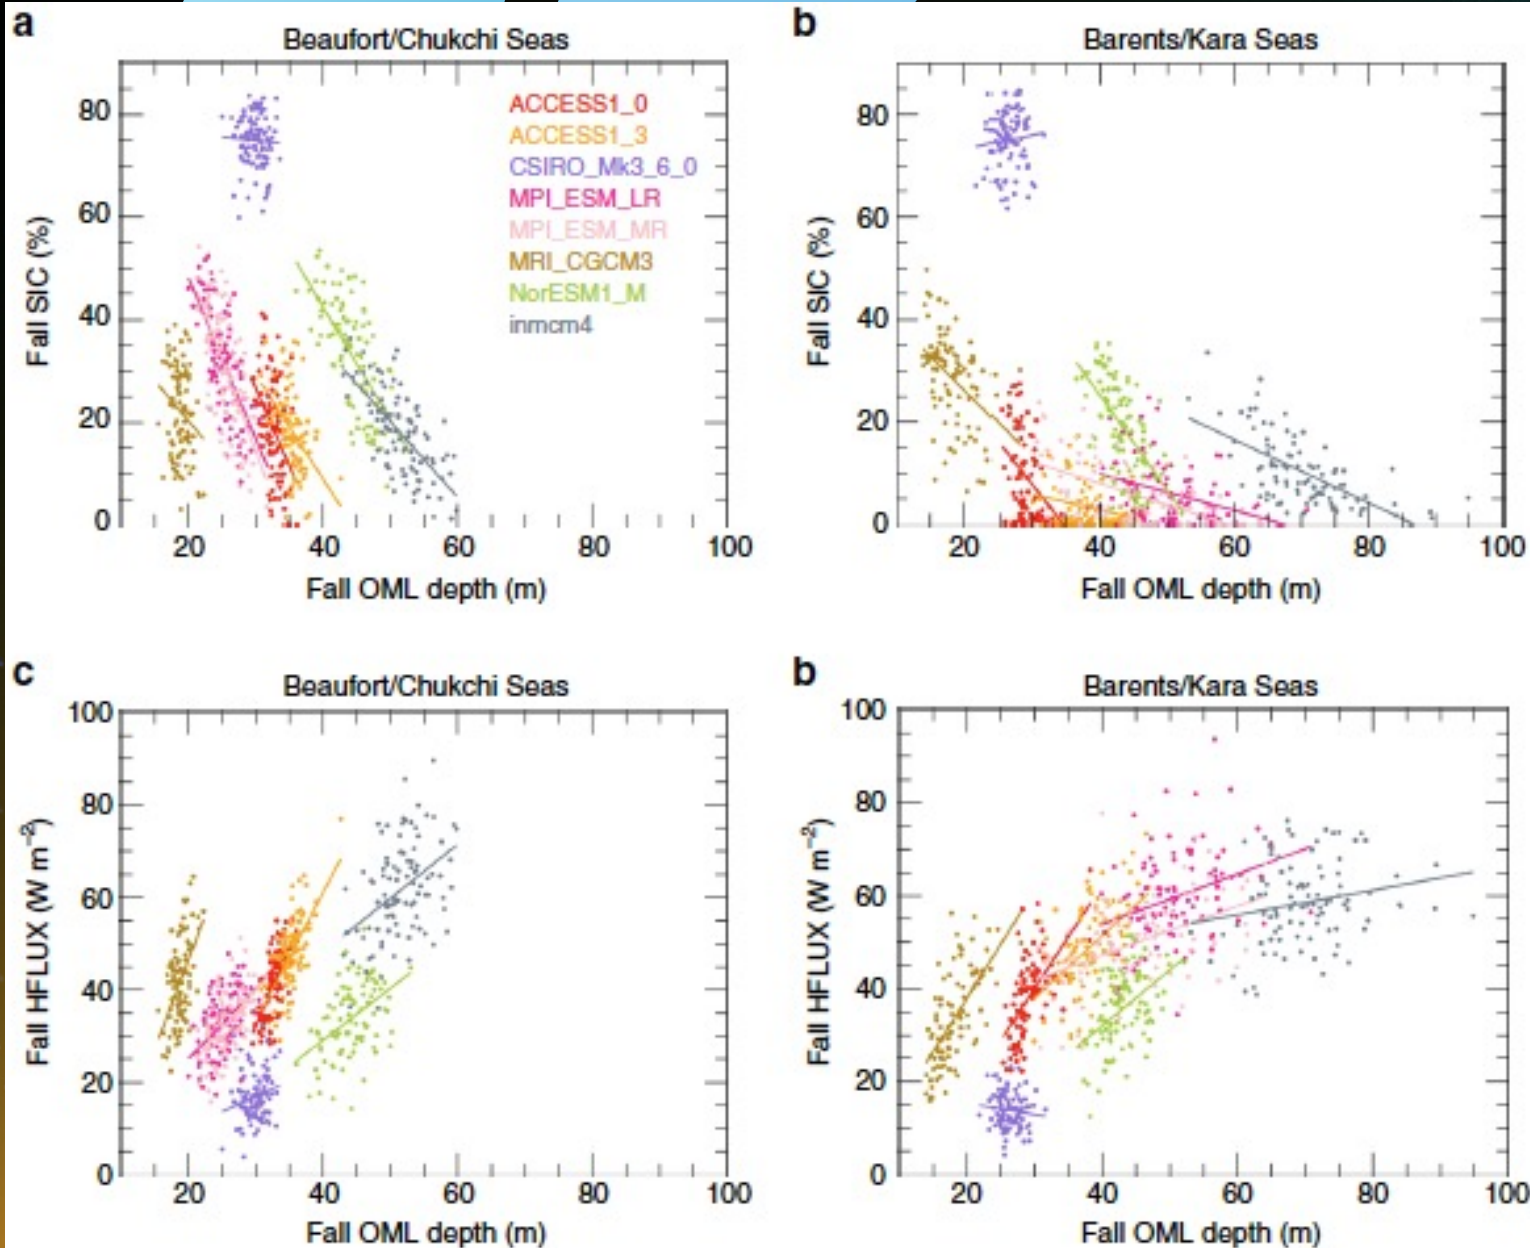 a
Beaufort/Chukchi Seas
Fall SIC (%)
80
60
40
20
0
20 40 60 80 100
Fall OML depth (m)
ACCESS1_0
ACCESS1_3
CSIRO_Mk3_6_0
MPI_ESM_LR
MPI_ESM_MR
MRI_CGCM3
NorESM1_M
inmcm4
b
Barents/Kara Seas
Fall SIC (%)
80
60
40
20
0
20 40 60 80 100
Fall OML depth (m)
c
Beaufort/Chukchi Seas
Fall HFLUX (W m⁻²)
100
80
60
40
20
0
20 40 60 80 100
Fall OML depth (m)
b
Barents/Kara Seas
Fall HFLUX (W m⁻²)
100
80
60
40
20
0
20 40 60 80 100
Fall OML depth (m)